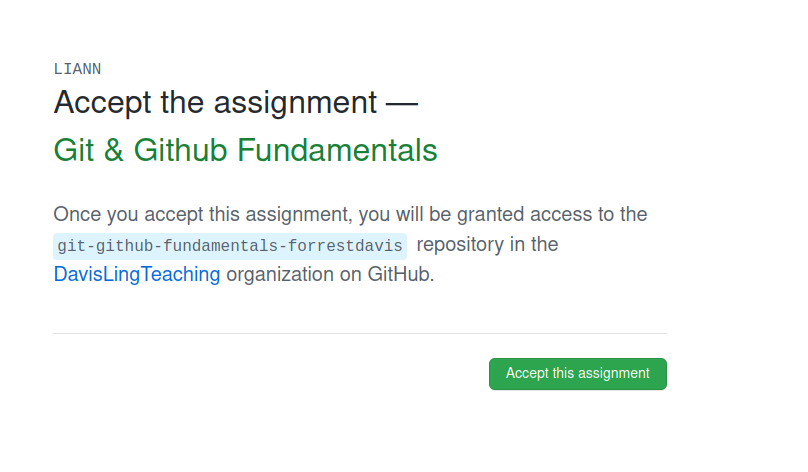 LIANN
Accept the assignment —
Git & Github Fundamentals
Once you accept this assignment, you will be granted access to the
git-github-fundamentals-forrestdavis repository in the
DavisLingTeaching organization on GitHub.
Accept this assignment